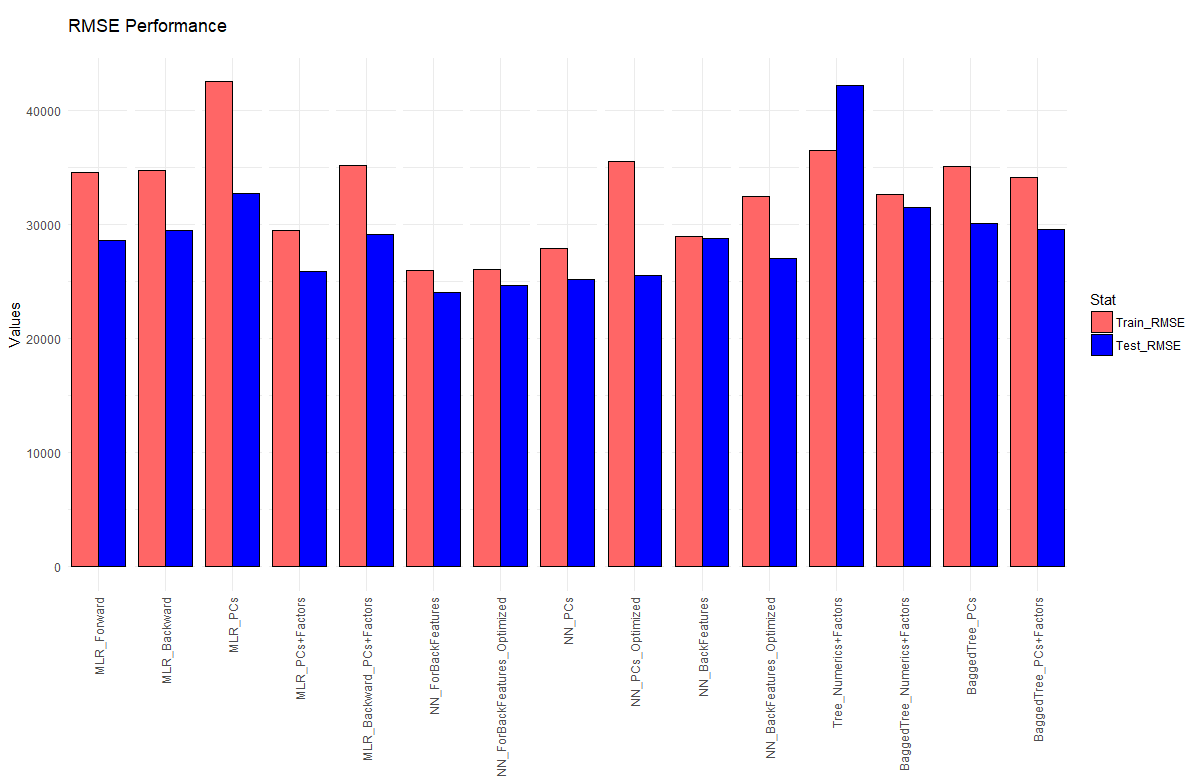 RMSE Performance
40000
30000
20000
10000
0
Values
MLR_Forward
MLR_Backward
MLR_PCs
MLR_PCs+Factors
MLR_Backward_PCs+Factors
NN_ForBackFeatures
NN_ForBackFeatures_Optimized
NN_PCs
NN_PCs_Optimized
NN_BackFeatures
NN_BackFeatures_Optimized
Tree_Numerics+Factors
BaggedTree_Numerics+Factors
BaggedTree_PCs
BaggedTree_PCs+Factors
Stat
Train_RMSE
Test_RMSE